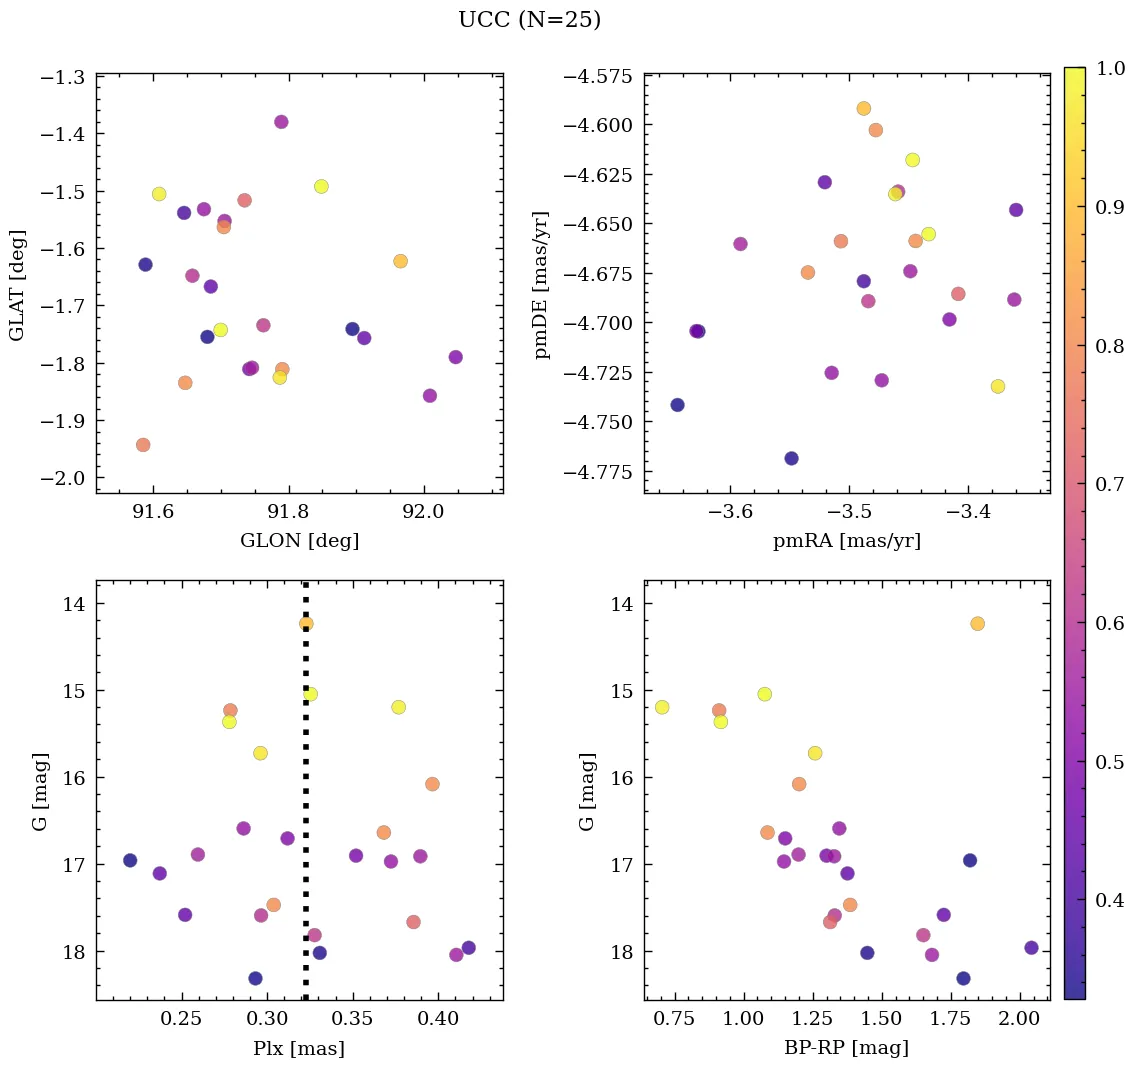 UCC (N=25)
−1.3
−1.4
−1.5
−1.6
−1.7
−1.8
−1.9
−2.0
GLAT [deg]
91.6 91.8 92.0
GLON [deg]
−4.575
−4.600
−4.625
−4.650
−4.675
−4.700
−4.725
−4.750
−4.775
pmDE [mas/yr]
−3.6 −3.5 −3.4
pmRA [mas/yr]
14
15
16
17
18
G [mag]
0.25 0.30 0.35 0.40
Plx [mas]
14
15
16
17
18
G [mag]
0.75 1.00 1.25 1.50 1.75 2.00
BP-RP [mag]
1.0
0.9
0.8
0.7
0.6
0.5
0.4